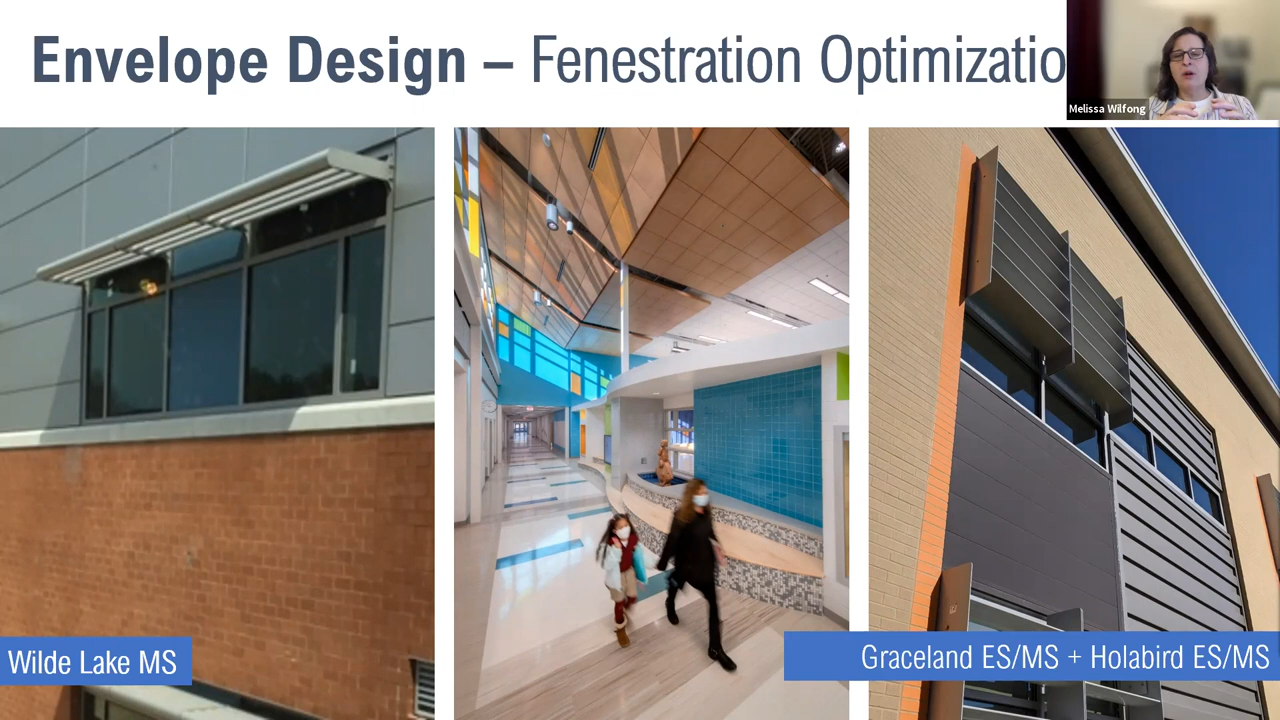 Envelope Design – Fenestration Optimizatio
Melissa Wilfong
Wilde Lake MS
Graceland ES/MS + Holabird ES/MS